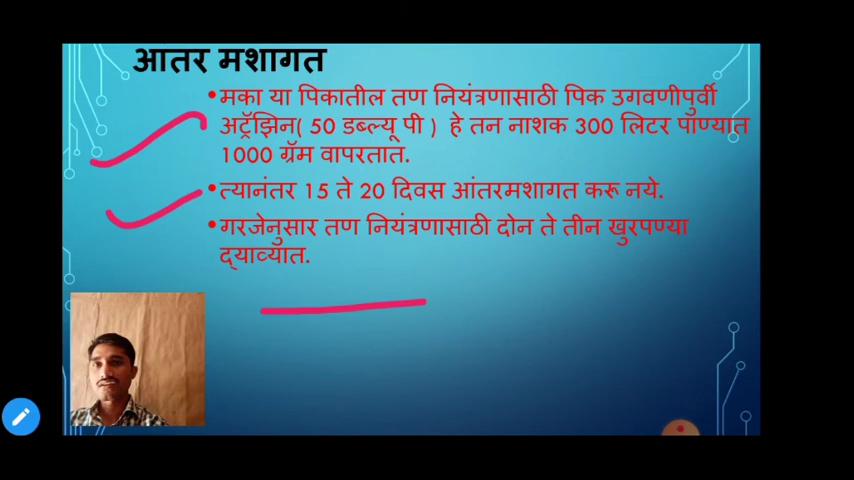 आतर मशागत
•मका या पिकातील तण नियंत्रणासाठी पिक उगवणीपुर्वी
अट्रॅझिन( 50 डब्ल्यू पी ) हे तन नाशक 300 लिटर पाण्यात
1000 ग्रॅम वापरतात.
•त्यानंतर 15 ते 20 दिवस आंतरमशागत करू नये.
•गरजेनुसार तण नियंत्रणासाठी दोन ते तीन खुरपण्या
द्याव्यात.